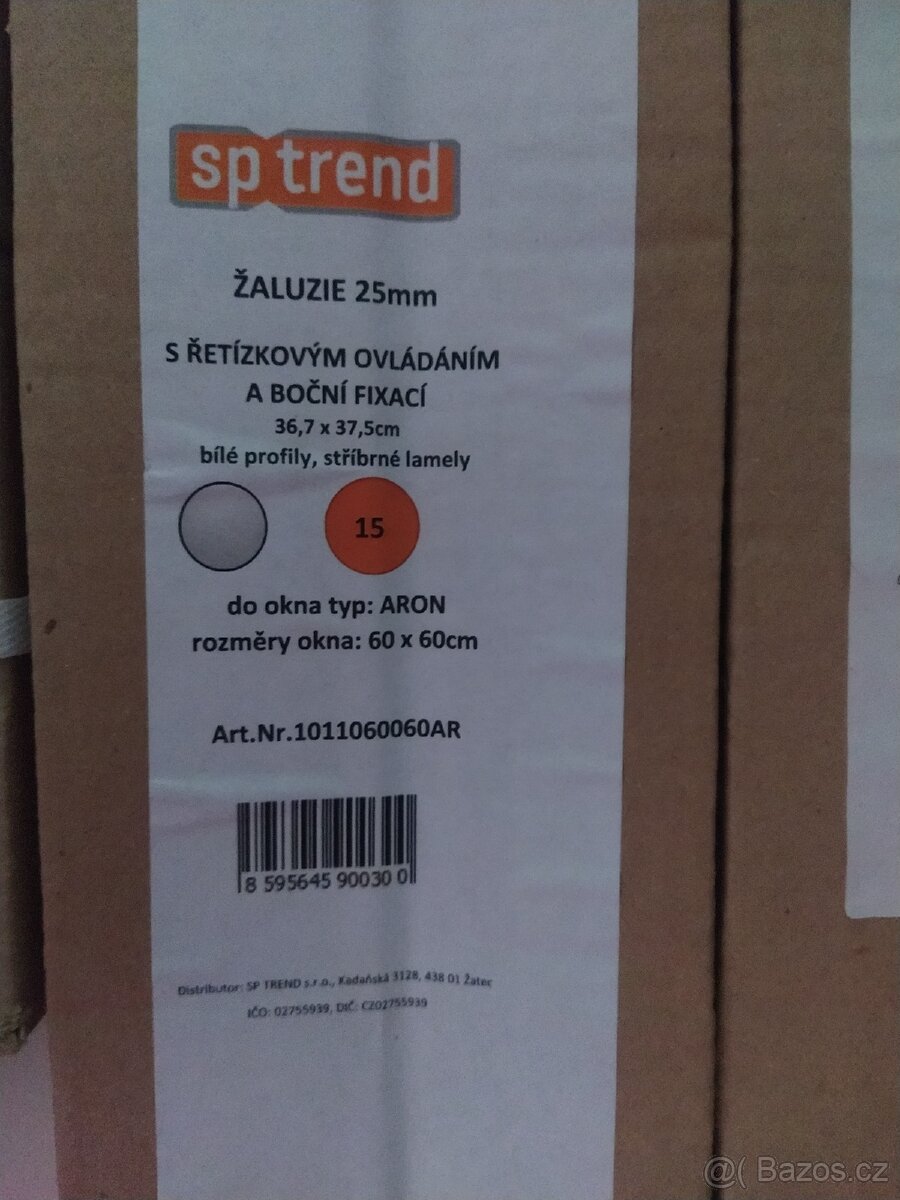 sp trend
ŽALUZIE 25mm
S ŘETÍZKOVÝM OVLÁDÁNÍM
A BOČNÍ FIXACÍ
36,7 x 37,5cm
bílé profily, stříbrné lamely
15
do okna typ: ARON
rozměry okna: 60 x 60cm
Art.Nr.1011060060AR
8 595645 900300
Distributor: SP TREND s.r.o., Kadaňská 3128, 438 01 Žatec
IČO: 02755939, DIČ: CZ02755939
@( Bazos.cz